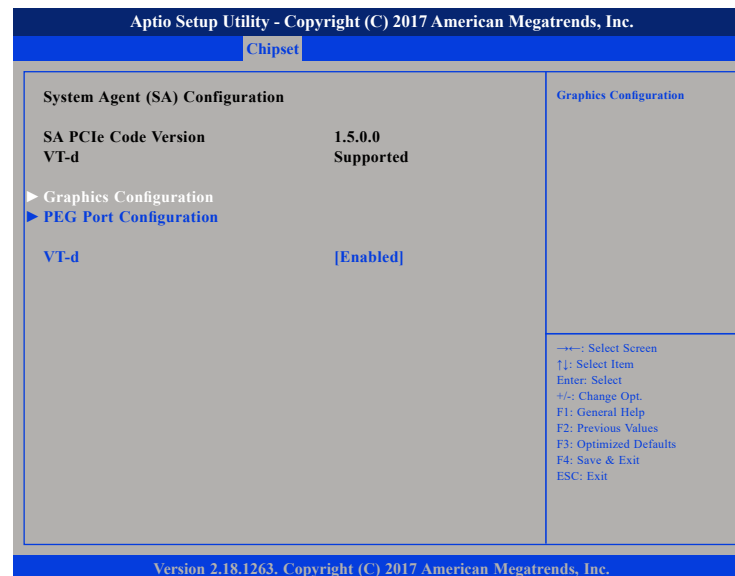 Aptio Setup Utility - Copyright (C) 2017 American Megatrends, Inc.
Chipset
System Agent (SA) Configuration
SA PCIe Code Version 1.5.0.0
VT-d Supported
► Graphics Configuration
► PEG Port Configuration
VT-d [Enabled]
Graphics Configuration
→←: Select Screen
↑↓: Select Item
Enter: Select
+/-: Change Opt.
F1: General Help
F2: Previous Values
F3: Optimized Defaults
F4: Save & Exit
ESC: Exit
Version 2.18.1263. Copyright (C) 2017 American Megatrends, Inc.